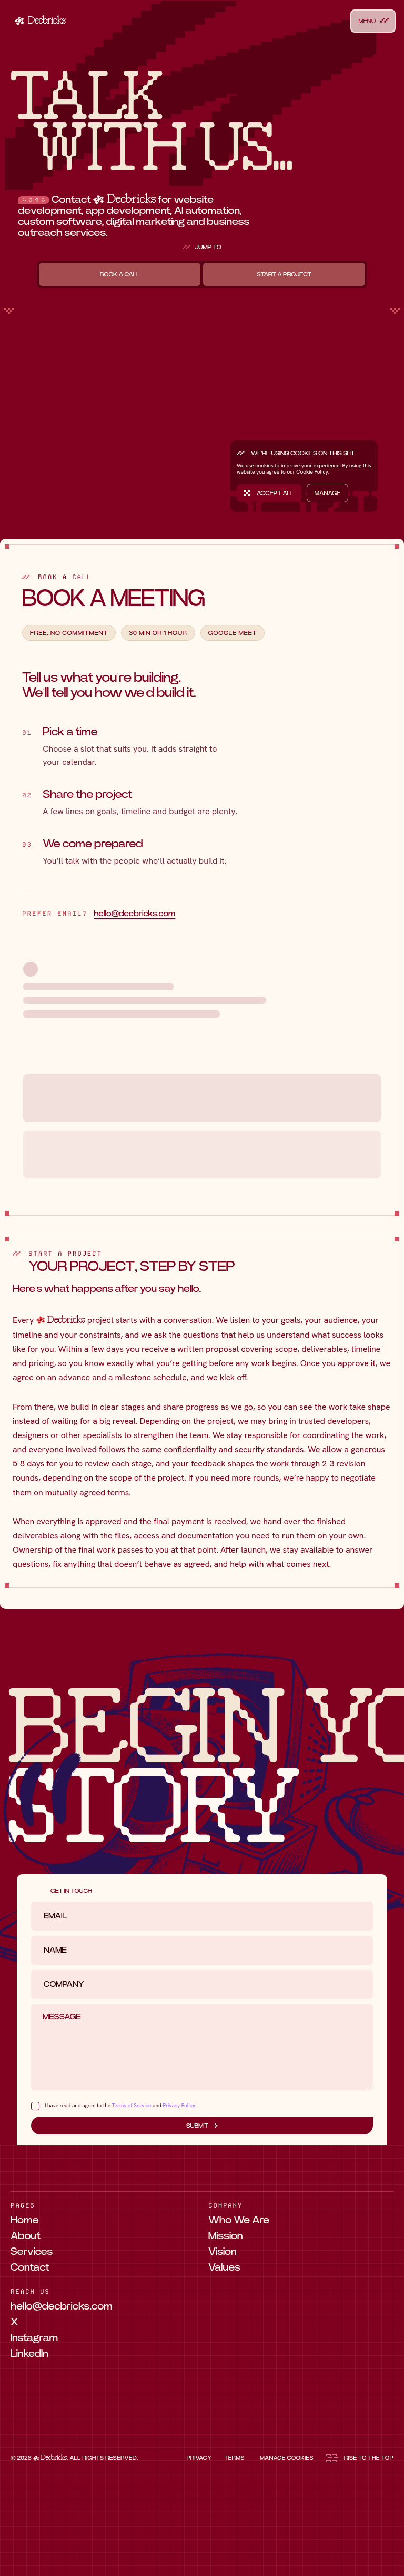 Decbricks
MENU
TALK
WITH US...
Contact Decbricks for website
development, app development, AI automation,
custom software, digital marketing and business
outreach services.
JUMP TO
BOOK A CALL
START A PROJECT
WE'RE USING COOKIES ON THIS SITE
We use cookies to improve your experience. By using this
website you agree to our Cookie Policy.
ACCEPT ALL
MANAGE
BOOK A CALL
BOOK A MEETING
FREE, NO COMMITMENT
30 MIN OR 1 HOUR
GOOGLE MEET
Tell us what you re building.
We ll tell you how we d build it.
01 Pick a time
Choose a slot that suits you. It adds straight to
your calendar.
02 Share the project
A few lines on goals, timeline and budget are plenty.
03 We come prepared
You'll talk with the people who'll actually build it.
PREFER EMAIL? hello@decbricks.com
START A PROJECT
YOUR PROJECT, STEP BY STEP
Here s what happens after you say hello.
Every Decbricks project starts with a conversation. We listen to your goals, your audience, your
timeline and your constraints, and we ask the questions that help us understand what success looks
like for you. Within a few days you receive a written proposal covering scope, deliverables, timeline
and pricing, so you know exactly what you're getting before any work begins. Once you approve it, we
agree on an advance and a milestone schedule, and we kick off.
From there, we build in clear stages and share progress as we go, so you can see the work take shape
instead of waiting for a big reveal. Depending on the project, we may bring in trusted developers,
designers or other specialists to strengthen the team. We stay responsible for coordinating the work,
and everyone involved follows the same confidentiality and security standards. We allow a generous
5-8 days for you to review each stage, and your feedback shapes the work through 2-3 revision
rounds, depending on the scope of the project. If you need more rounds, we're happy to negotiate
them on mutually agreed terms.
When everything is approved and the final payment is received, we hand over the finished
deliverables along with the files, access and documentation you need to run them on your own.
Ownership of the final work passes to you at that point. After launch, we stay available to answer
questions, fix anything that doesn't behave as agreed, and help with what comes next.
BEGIN YO
STORY
GET IN TOUCH
EMAIL
NAME
COMPANY
MESSAGE
I have read and agree to the Terms of Service and Privacy Policy.
SUBMIT
PAGES
Home
About
Services
Contact
COMPANY
Who We Are
Mission
Vision
Values
REACH US
hello@decbricks.com
X
Instagram
LinkedIn
© 2026 Decbricks. ALL RIGHTS RESERVED.
PRIVACY
TERMS
MANAGE COOKIES
RISE TO THE TOP